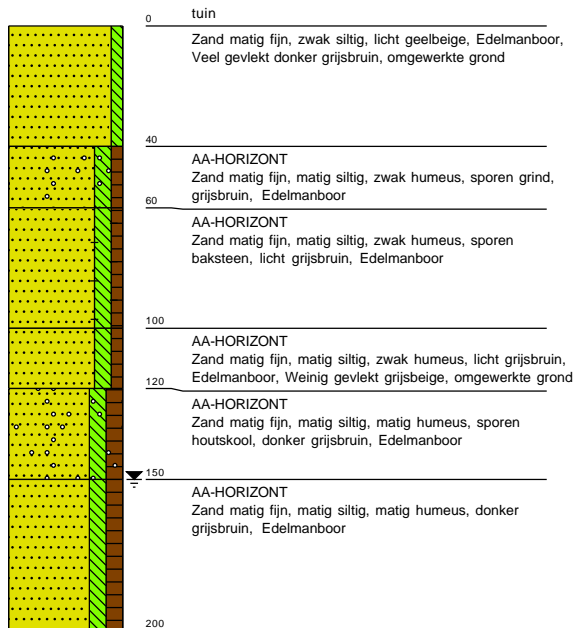 0
tuin
Zand matig fijn, zwak siltig, licht geelbeige, Edelmanboor,
Veel gevlekt donker grijsbruin, omgewerkte grond
40
AA-HORIZONT
Zand matig fijn, matig siltig, zwak humeus, sporen grind,
grijsbruin, Edelmanboor
60
AA-HORIZONT
Zand matig fijn, matig siltig, zwak humeus, sporen
baksteen, licht grijsbruin, Edelmanboor
100
AA-HORIZONT
Zand matig fijn, matig siltig, zwak humeus, licht grijsbruin,
Edelmanboor, Weinig gevlekt grijsbeige, omgewerkte grond
120
AA-HORIZONT
Zand matig fijn, matig siltig, matig humeus, sporen
houtskool, donker grijsbruin, Edelmanboor
150
AA-HORIZONT
Zand matig fijn, matig siltig, matig humeus, donker
grijsbruin, Edelmanboor
200